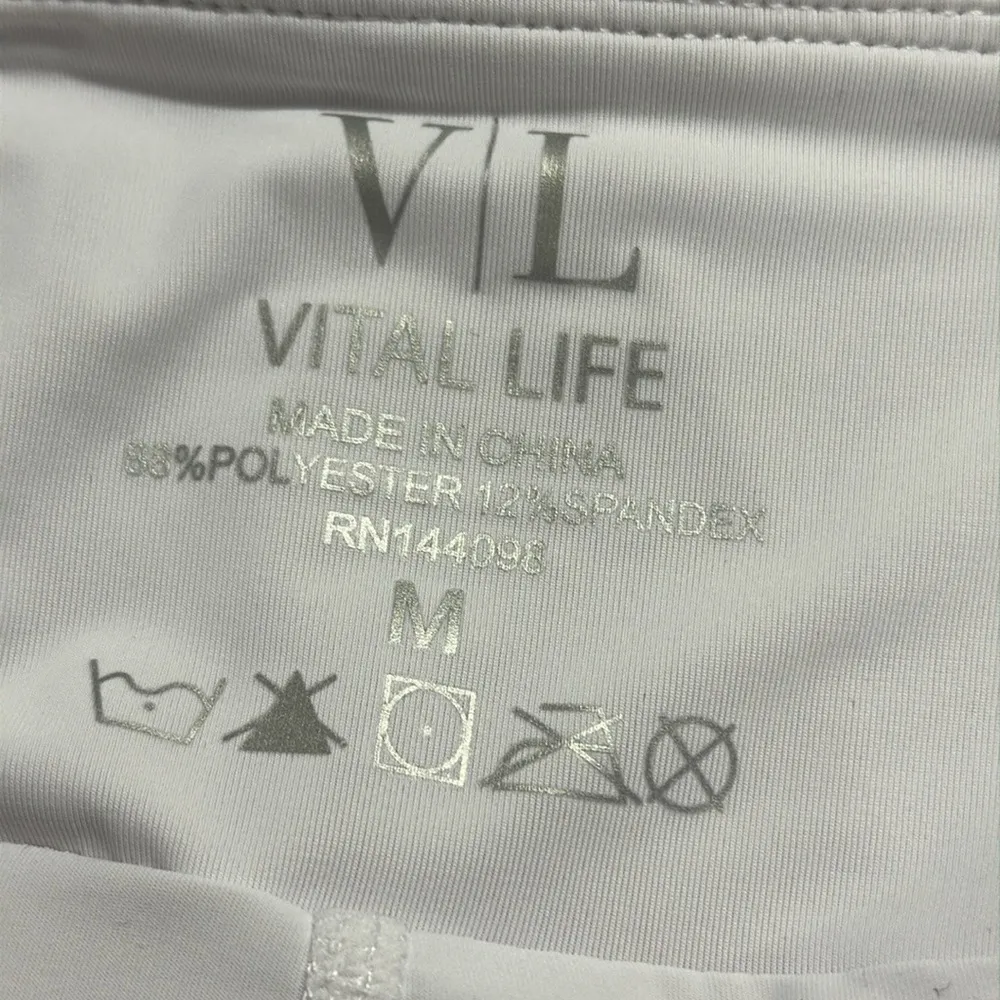 V|L
VITAL LIFE
MADE IN CHINA
88%POLYESTER 12%SPANDEX
RN144098
M